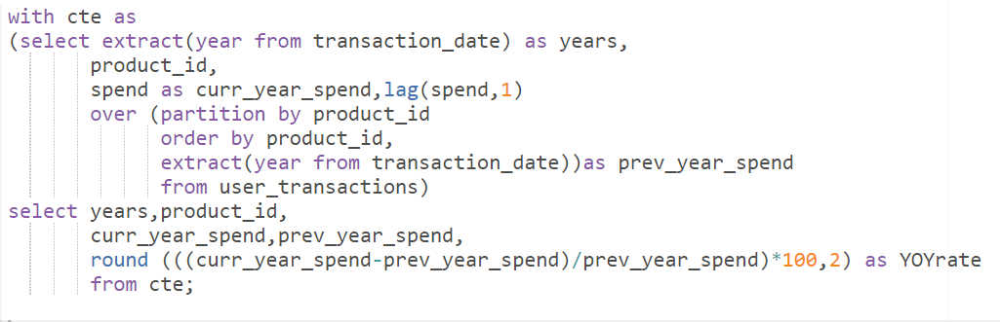 with cte as
(select extract(year from transaction_date) as years,
product_id,
spend as curr_year_spend,lag(spend,1)
over (partition by product_id
order by product_id,
extract(year from transaction_date))as prev_year_spend
from user_transactions)
select years,product_id,
curr_year_spend,prev_year_spend,
round (((curr_year_spend-prev_year_spend)/prev_year_spend)*100,2) as YOYrate
from cte;